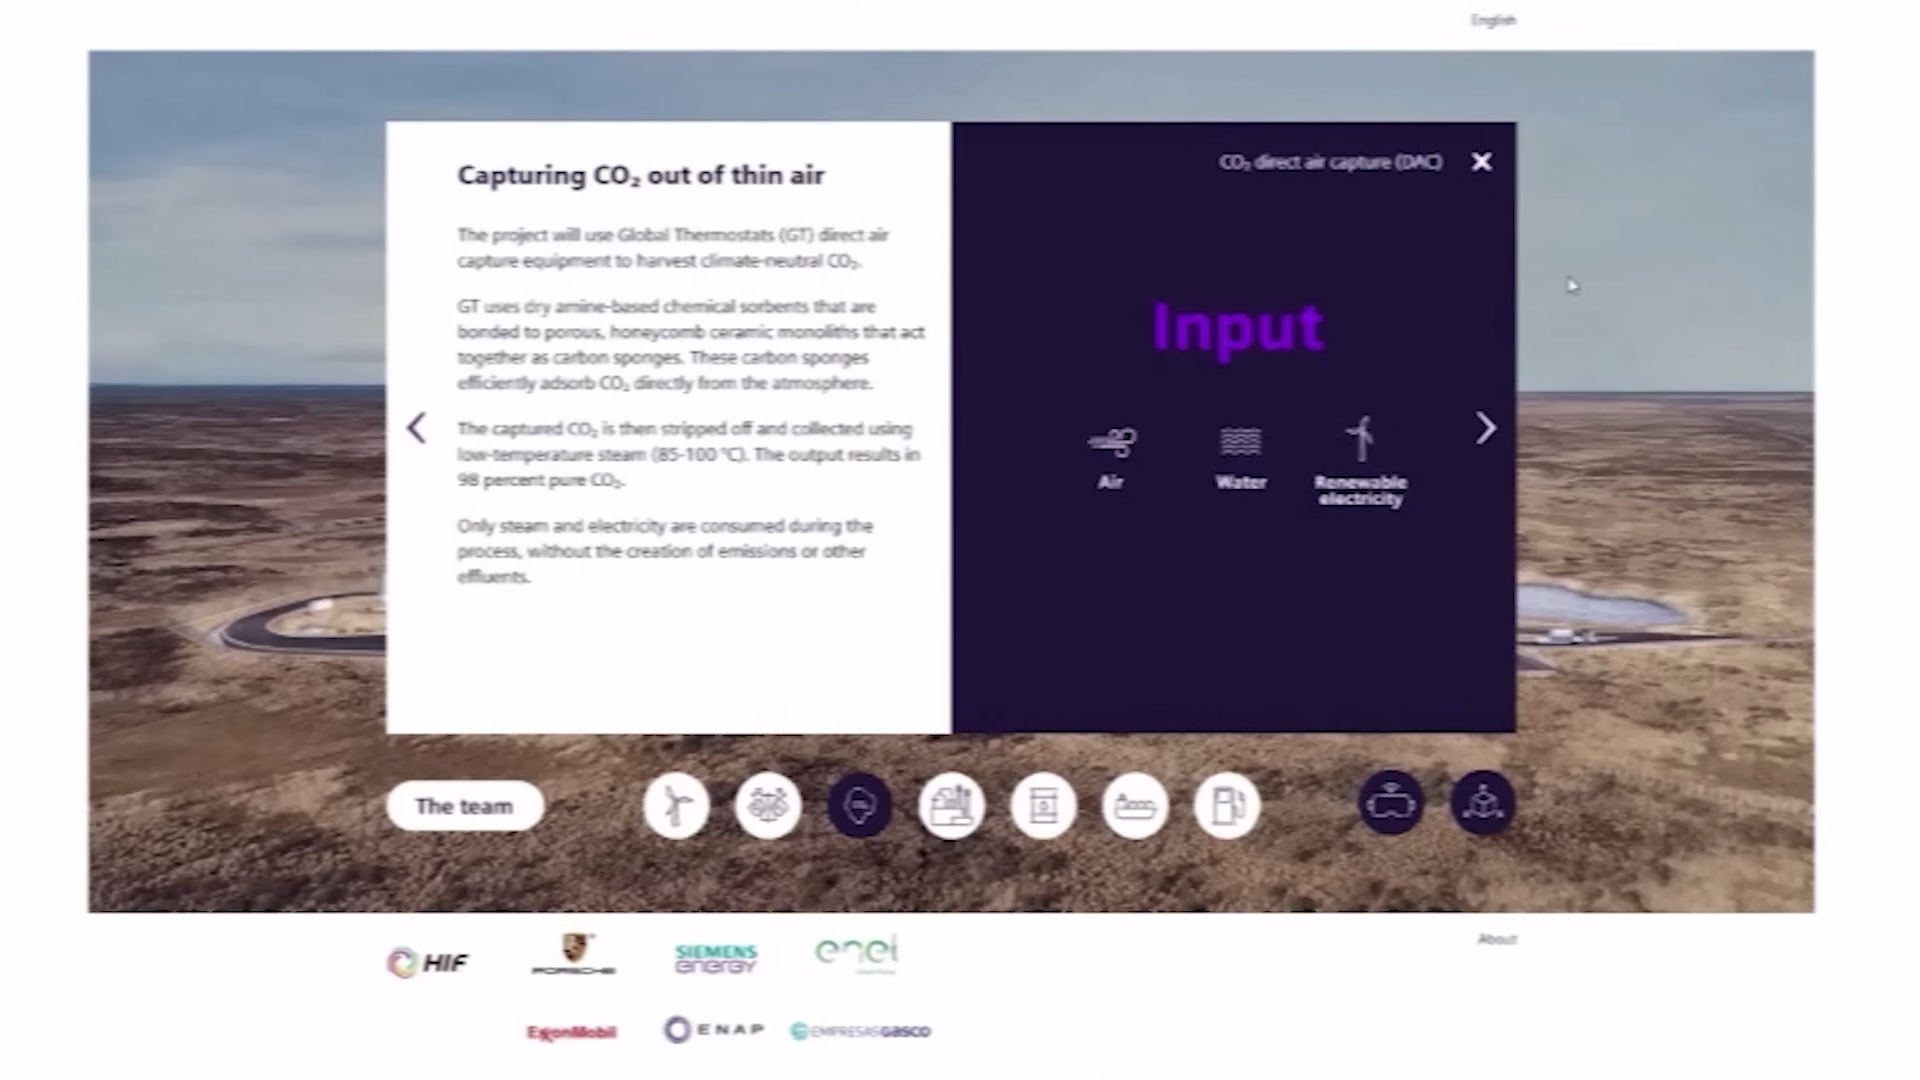 English
Capturing CO₂ out of thin air
The project will use Global Thermostats (GT) direct air
capture equipment to harvest climate-neutral CO₂.
GT uses dry amine-based chemical sorbents that are
bonded to porous, honeycomb ceramic monoliths that act
together as carbon sponges. These carbon sponges
efficiently adsorb CO₂ directly from the atmosphere.
The captured CO₂ is then stripped off and collected using
low-temperature steam (85-100 °C). The output results in
98 percent pure CO₂.
Only steam and electricity are consumed during the
process, without the creation of emissions or other
effluents.
CO₂ direct air capture (DAC)
Input
Air
Water
Renewable
electricity
The team
HIF
PORSCHE
SIEMENS
energy
enel
About
ExxonMobil
ENAP
EMPRESAS GASCO